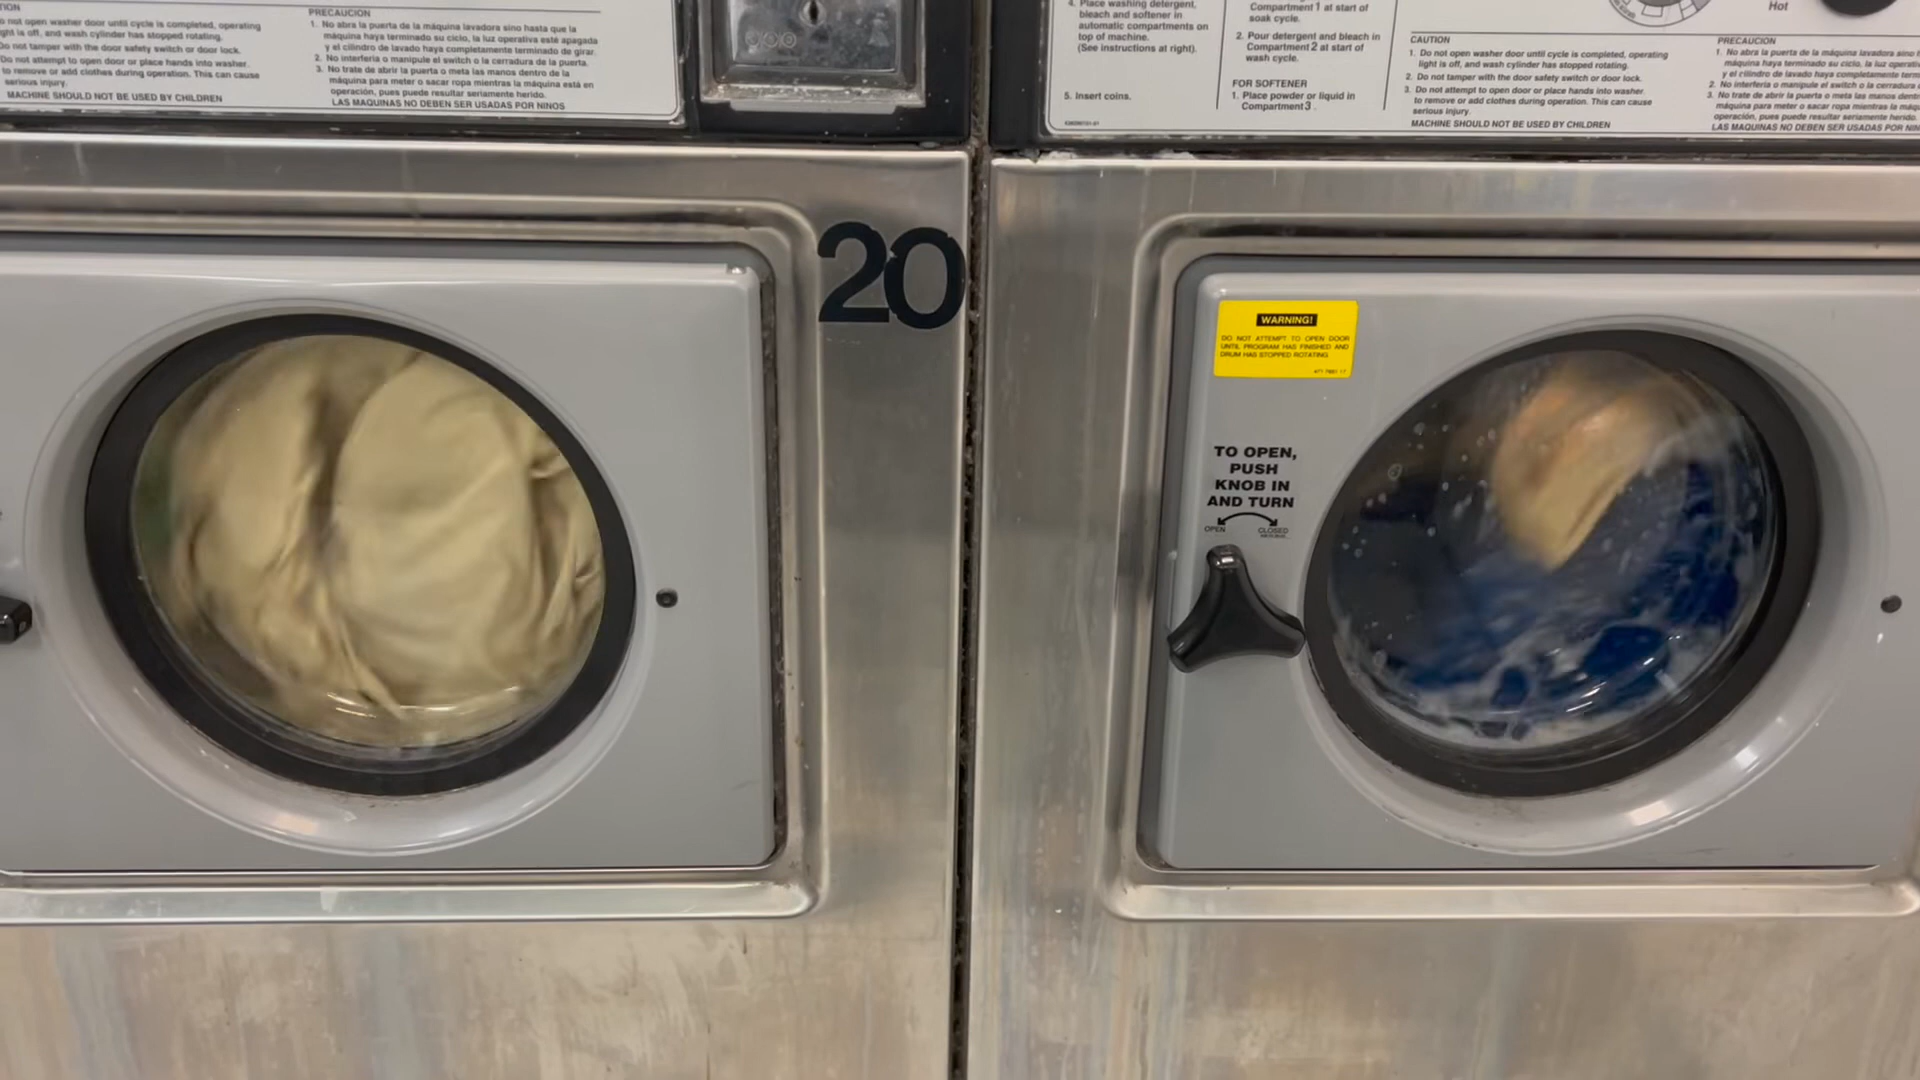 PRECAUCION
o not open washer door until cycle is completed, operating
ght is off, and wash cylinder has stopped rotating.
Do not tamper with the door safety switch or door lock.
Do not attempt to open door or place hands into washer
to remove or add clothes during operation. This can cause
serious injury.
MACHINE SHOULD NOT BE USED BY CHILDREN
1. No abra la puerta de la máquina lavadora sino hasta que la
máquina haya terminado su ciclo, la luz operativa esté apagada
y el cilindro de lavado haya completamente terminado de girar.
2. No interferia o manipule el switch o la cerradura de la puerta.
3. No trate de abrir la puerta o meta las manos dentro de la
máquina para meter o sacar ropa mientras la máquina está en
operación, pues puede resultar seriamente herido.
LAS MAQUINAS NO DEBEN SER USADAS POR NINOS
4. Place washing detergent,
bleach and softener in
automatic compartments on
top of machine.
(See instructions at right).
5. Insert coins.
Compartment 1 at start of
soak cycle.
2. Pour detergent and bleach in
Compartment 2 at start of
wash cycle.
FOR SOFTENER
1. Place powder or liquid in
Compartment 3.
Hot
CAUTION
1. Do not open washer door until cycle is completed, operating
light is off, and wash cylinder has stopped rotating.
2. Do not tamper with the door safety switch or door lock.
3. Do not attempt to open door or place hands into washer
to remove or add clothes during operation. This can cause
serious injury.
MACHINE SHOULD NOT BE USED BY CHILDREN
PRECAUCION
1. No abra la puerta de la máquina lavadora sino
máquina haya terminado su ciclo, la luz operativ
y el cilindro de lavado haya completamente term
2. No interferia o manipule el switch o la cerradura
3. No trate de abrir la puerta o meta las manos dent
máquina para meter o sacar ropa mientras la máq
operación, pues puede resultar seriamente herido.
LAS MAQUINAS NO DEBEN SER USADAS POR NIN
20
WARNING!
DO NOT ATTEMPT TO OPEN DOOR
UNTIL PROGRAM HAS FINISHED AND
DRUM HAS STOPPED ROTATING
TO OPEN,
PUSH
KNOB IN
AND TURN
OPEN CLOSED